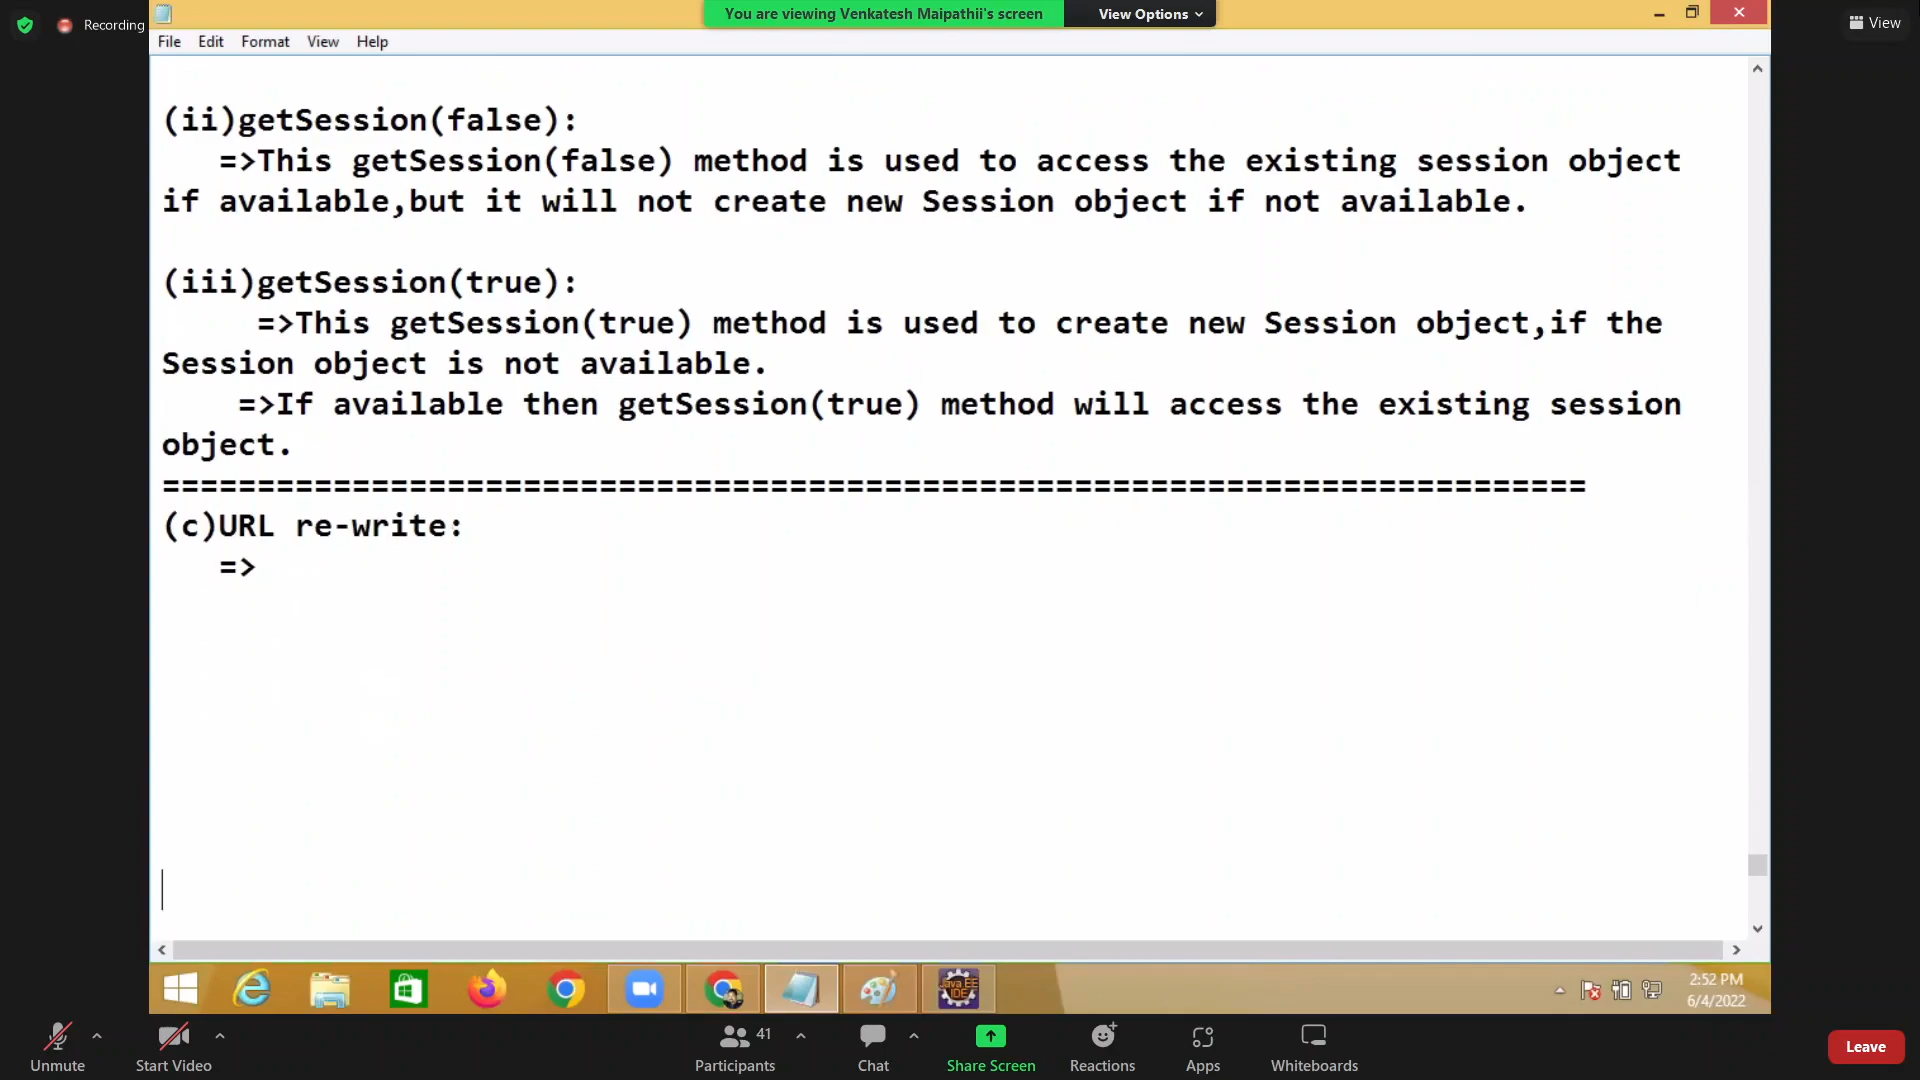 Recording
You are viewing Venkatesh Maipathii's screen
View Options
View
File Edit Format View Help
(ii)getSession(false):
=>This getSession(false) method is used to access the existing session object
if available,but it will not create new Session object if not available.
(iii)getSession(true):
=>This getSession(true) method is used to create new Session object,if the
Session object is not available.
=>If available then getSession(true) method will access the existing session
object.
===========================================================================
(c)URL re-write:
=>
Java EE
IDE
2:52 PM
6/4/2022
41
Unmute Start Video Participants Chat Share Screen Reactions Apps Whiteboards Leave